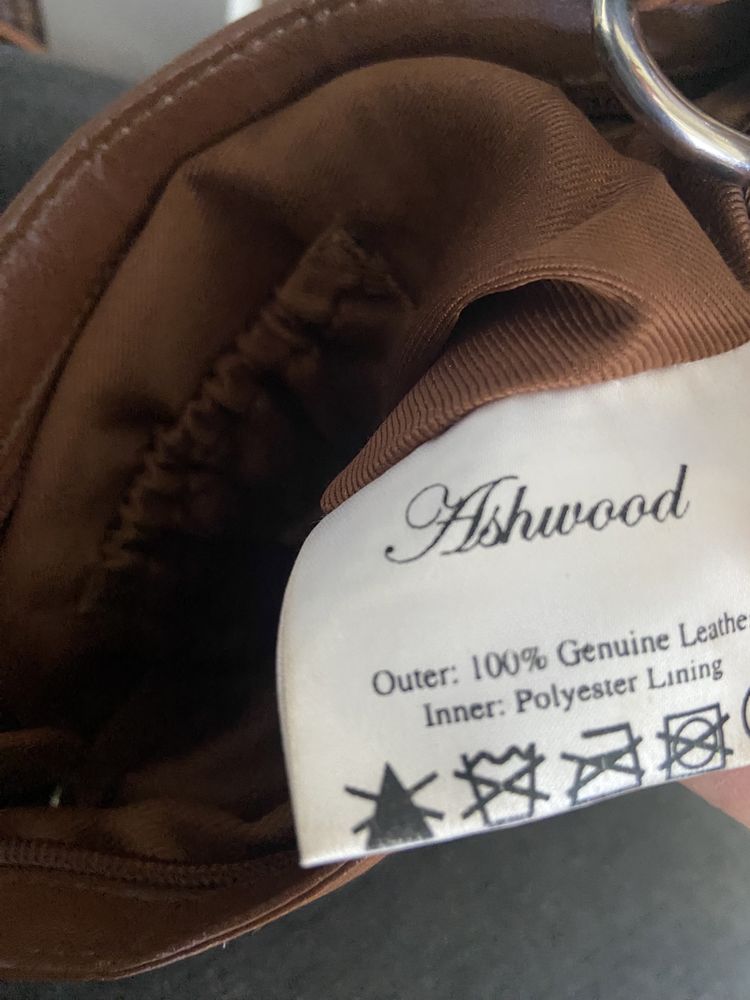 Ashwood
Outer: 100% Genuine Leathe
Inner: Polyester Lining